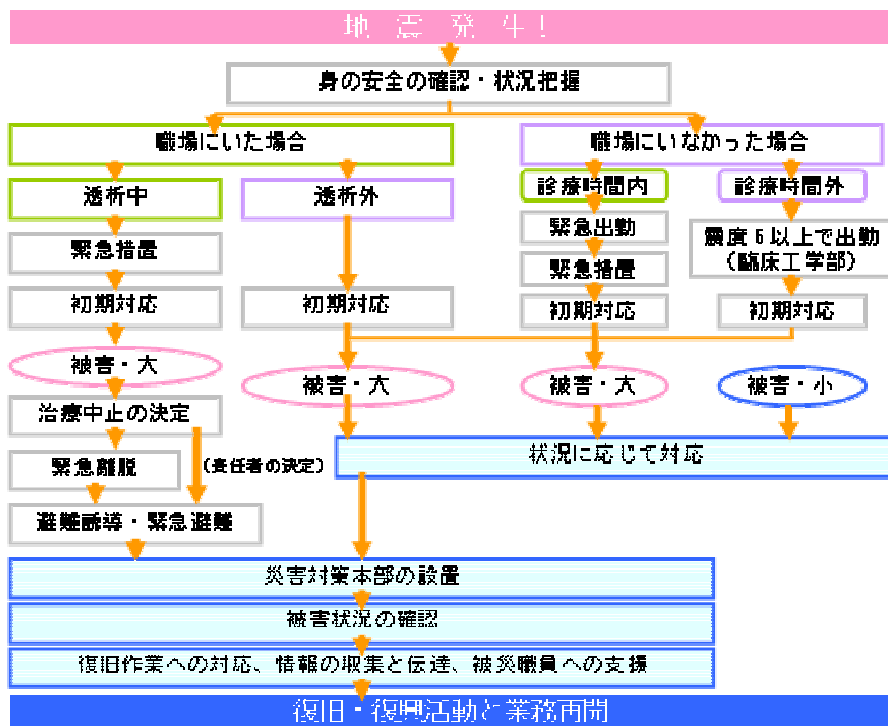 地 震 発 生!
身の安全の確認・状況把握
職場にいた場合
職場にいなかった場合
透析中
透析外
診療時間内
診療時間外
緊急措置
緊急出勤
震度6以上で出勤
(臨床工学部)
緊急措置
初期対応
初期対応
初期対応
初期対応
被害・大
被害・大
被害・大
被害・小
治療中止の決定
状況に応じて対応
緊急離脱
(責任者の決定)
避難誘導・緊急避難
災害対策本部の設置
被害状況の確認
復旧作業への対応、情報の収集と伝達、被災職員への支援
復旧・復興活動と業務再開